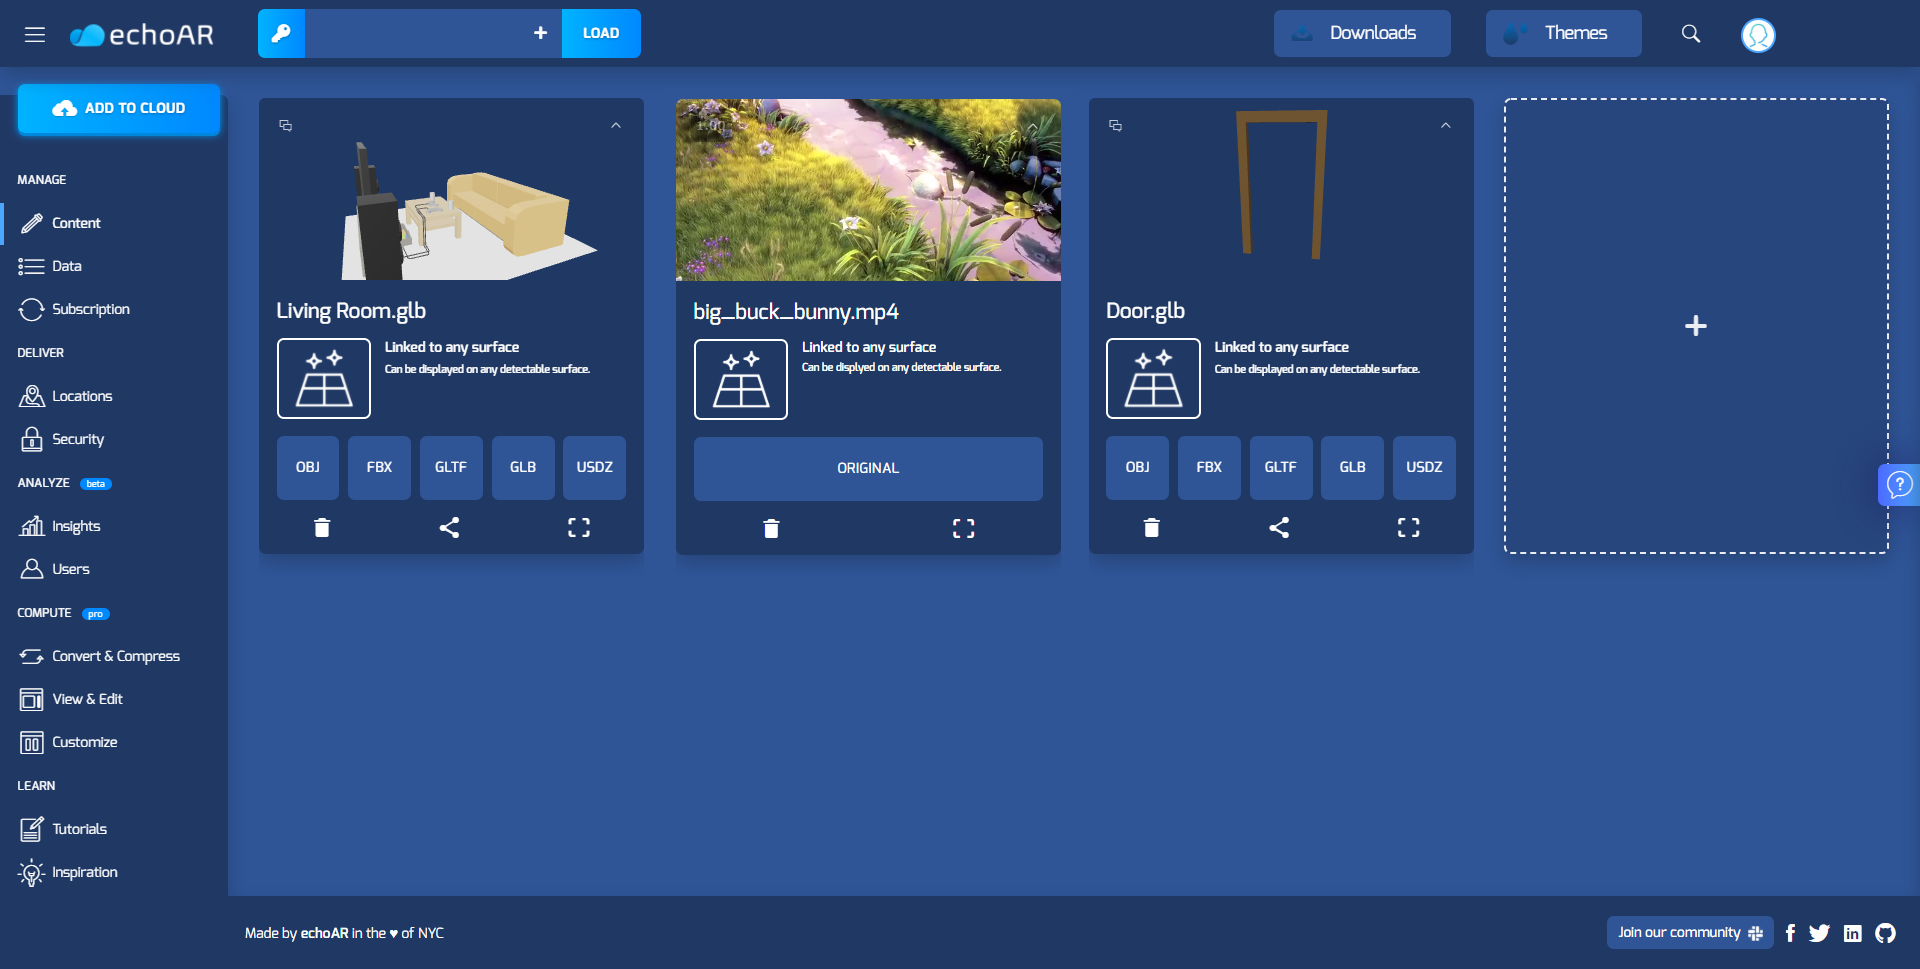 echoAR
LOAD
Downloads
Themes
ADD TO CLOUD
MANAGE
Content
Data
Subscription
DELIVER
Locations
Security
ANALYZE beta
Insights
Users
COMPUTE pro
Convert & Compress
View & Edit
Customize
LEARN
Tutorials
Inspiration
Living Room.glb
Linked to any surface
Can be displayed on any detectable surface.
OBJ FBX GLTF GLB USDZ
1.00
big_buck_bunny.mp4
Linked to any surface
Can be displyed on any detectable surface.
ORIGINAL
Door.glb
Linked to any surface
Can be displayed on any detectable surface.
OBJ FBX GLTF GLB USDZ
Made by echoAR in the ♥ of NYC
Join our community